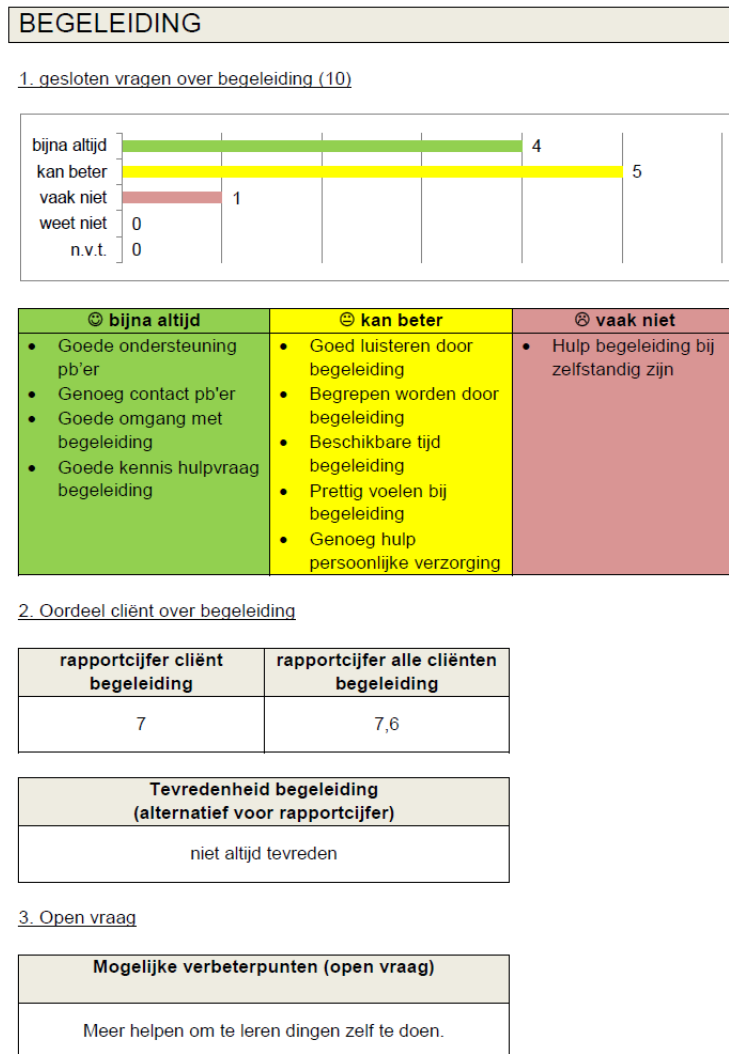 BEGELEIDING
1. gesloten vragen over begeleiding (10)
bijna altijd 4
kan beter 5
vaak niet 1
weet niet 0
n.v.t. 0
☺ bijna altijd
• Goede ondersteuning
pb'er
• Genoeg contact pb'er
• Goede omgang met
begeleiding
• Goede kennis hulpvraag
begeleiding
😐 kan beter
• Goed luisteren door
begeleiding
• Begrepen worden door
begeleiding
• Beschikbare tijd
begeleiding
• Prettig voelen bij
begeleiding
• Genoeg hulp
persoonlijke verzorging
☹ vaak niet
• Hulp begeleiding bij
zelfstandig zijn
2. Oordeel cliënt over begeleiding
rapportcijfer cliënt
begeleiding
rapportcijfer alle cliënten
begeleiding
7
7,6
Tevredenheid begeleiding
(alternatief voor rapportcijfer)
niet altijd tevreden
3. Open vraag
Mogelijke verbeterpunten (open vraag)
Meer helpen om te leren dingen zelf te doen.